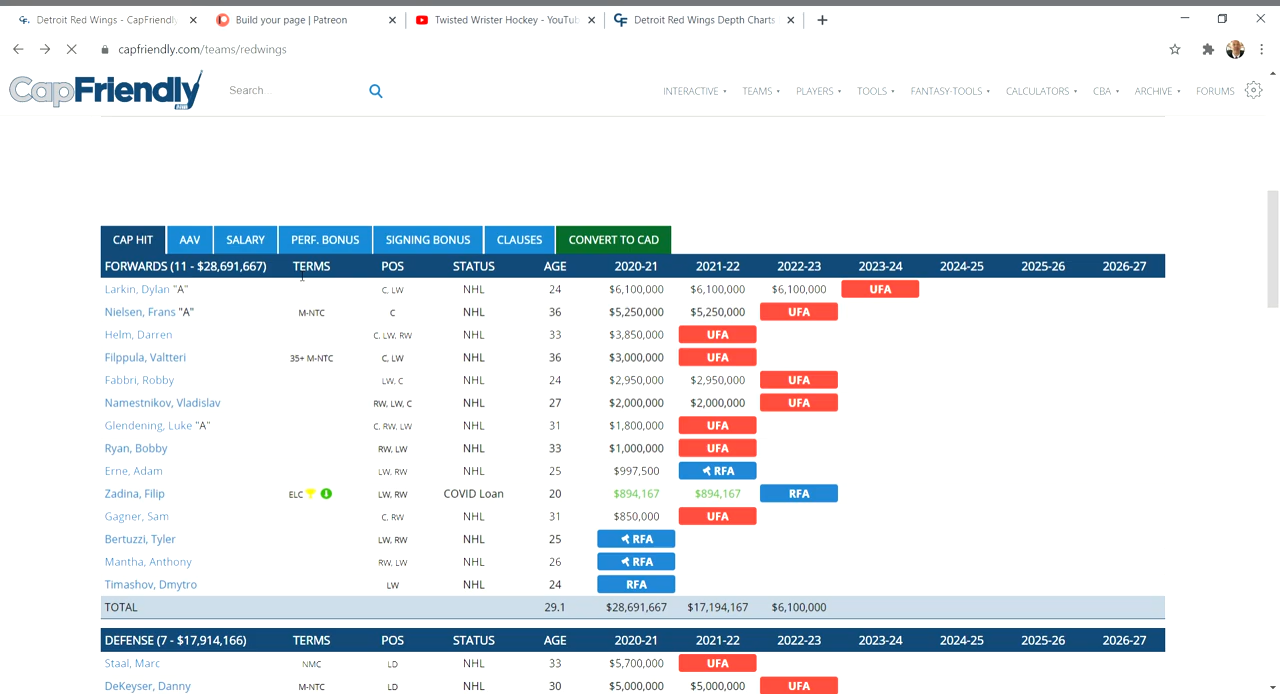 Detroit Red Wings - CapFriendly
Build your page | Patreon
Twisted Wrister Hockey - YouTub
Detroit Red Wings Depth Charts
capfriendly.com/teams/redwings
CapFriendly
Search...
INTERACTIVE
TEAMS
PLAYERS
TOOLS
FANTASY-TOOLS
CALCULATORS
CBA
ARCHIVE
FORUMS
CAP HIT AAV SALARY PERF. BONUS SIGNING BONUS CLAUSES CONVERT TO CAD
FORWARDS (11 - $28,691,667) TERMS POS STATUS AGE 2020-21 2021-22 2022-23 2023-24 2024-25 2025-26 2026-27
Larkin, Dylan "A" C, LW NHL 24 $6,100,000 $6,100,000 $6,100,000 UFA
Nielsen, Frans "A" M-NTC C NHL 36 $5,250,000 $5,250,000 UFA
Helm, Darren C, LW, RW NHL 33 $3,850,000 UFA
Filppula, Valtteri 35+ M-NTC C, LW NHL 36 $3,000,000 UFA
Fabbri, Robby LW, C NHL 24 $2,950,000 $2,950,000 UFA
Namestnikov, Vladislav RW, LW, C NHL 27 $2,000,000 $2,000,000 UFA
Glendening, Luke "A" C, RW, LW NHL 31 $1,800,000 UFA
Ryan, Bobby RW, LW NHL 33 $1,000,000 UFA
Erne, Adam LW, RW NHL 25 $997,500 RFA
Zadina, Filip ELC LW, RW COVID Loan 20 $894,167 $894,167 RFA
Gagner, Sam C, RW NHL 31 $850,000 UFA
Bertuzzi, Tyler LW, RW NHL 25 RFA
Mantha, Anthony RW, LW NHL 26 RFA
Timashov, Dmytro LW NHL 24 RFA
TOTAL 29.1 $28,691,667 $17,194,167 $6,100,000
DEFENSE (7 - $17,914,166) TERMS POS STATUS AGE 2020-21 2021-22 2022-23 2023-24 2024-25 2025-26 2026-27
Staal, Marc NMC LD NHL 33 $5,700,000 UFA
DeKeyser, Danny M-NTC LD NHL 30 $5,000,000 $5,000,000 UFA